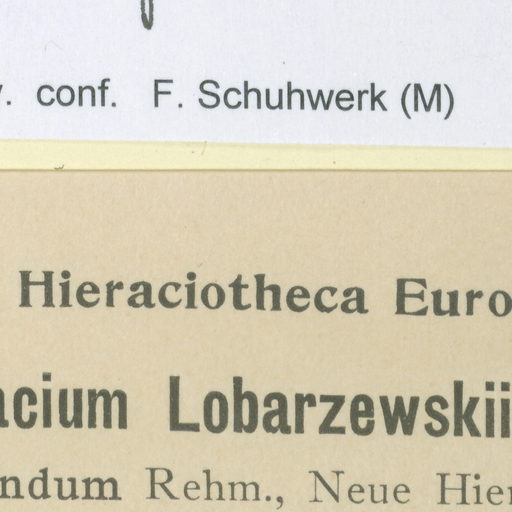 v. conf. F. Schuhwerk (M)
Hieraciotheca Euro
acium Lobarzewskii
ndum Rehm., Neue Hier